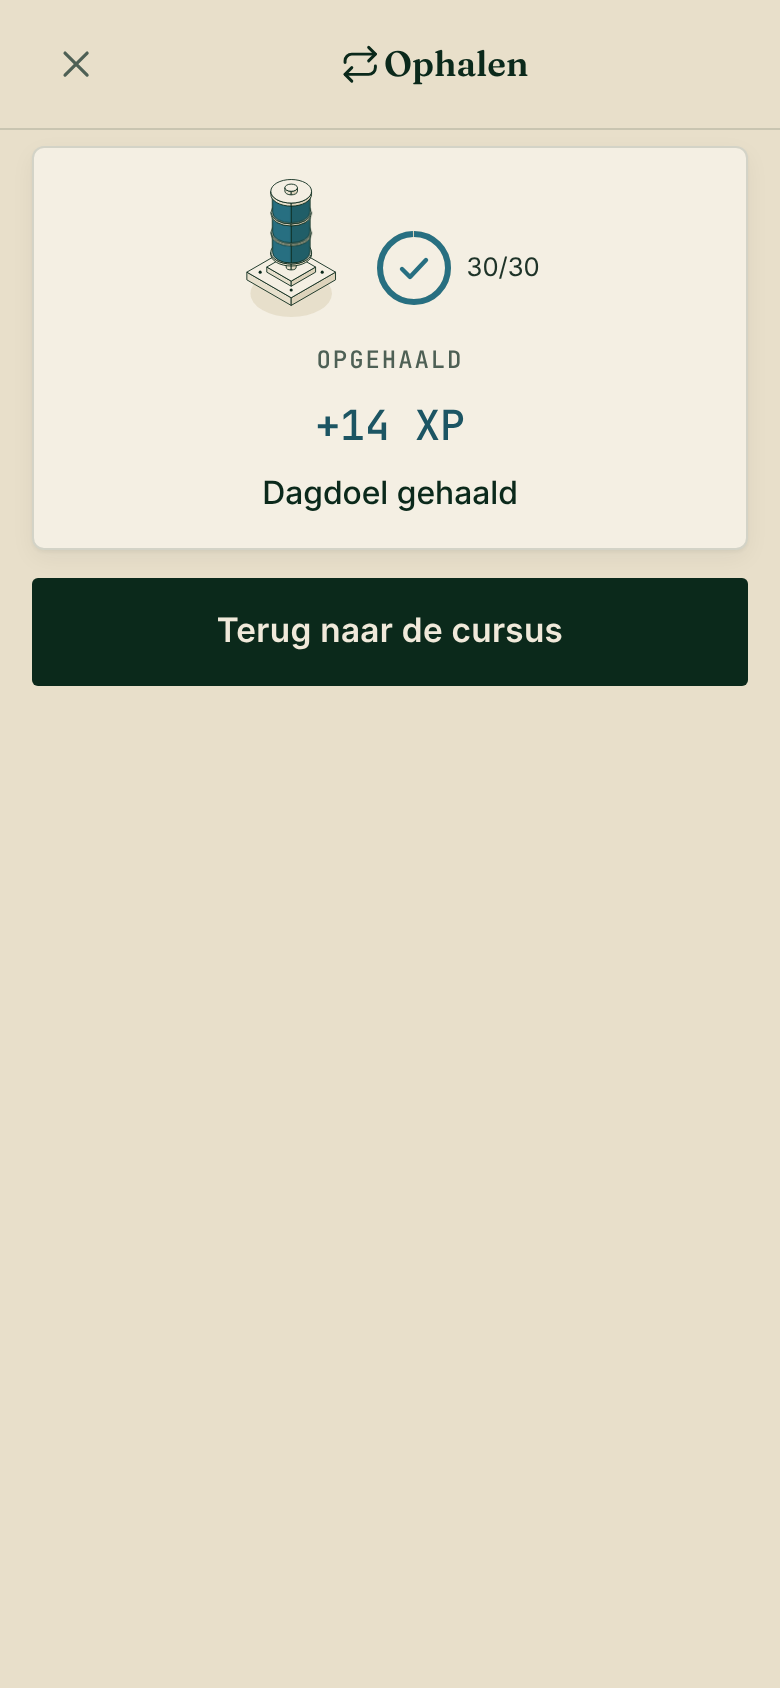 Ophalen
30/30
OPGEHAALD
+14 XP
Dagdoel gehaald
Terug naar de cursus